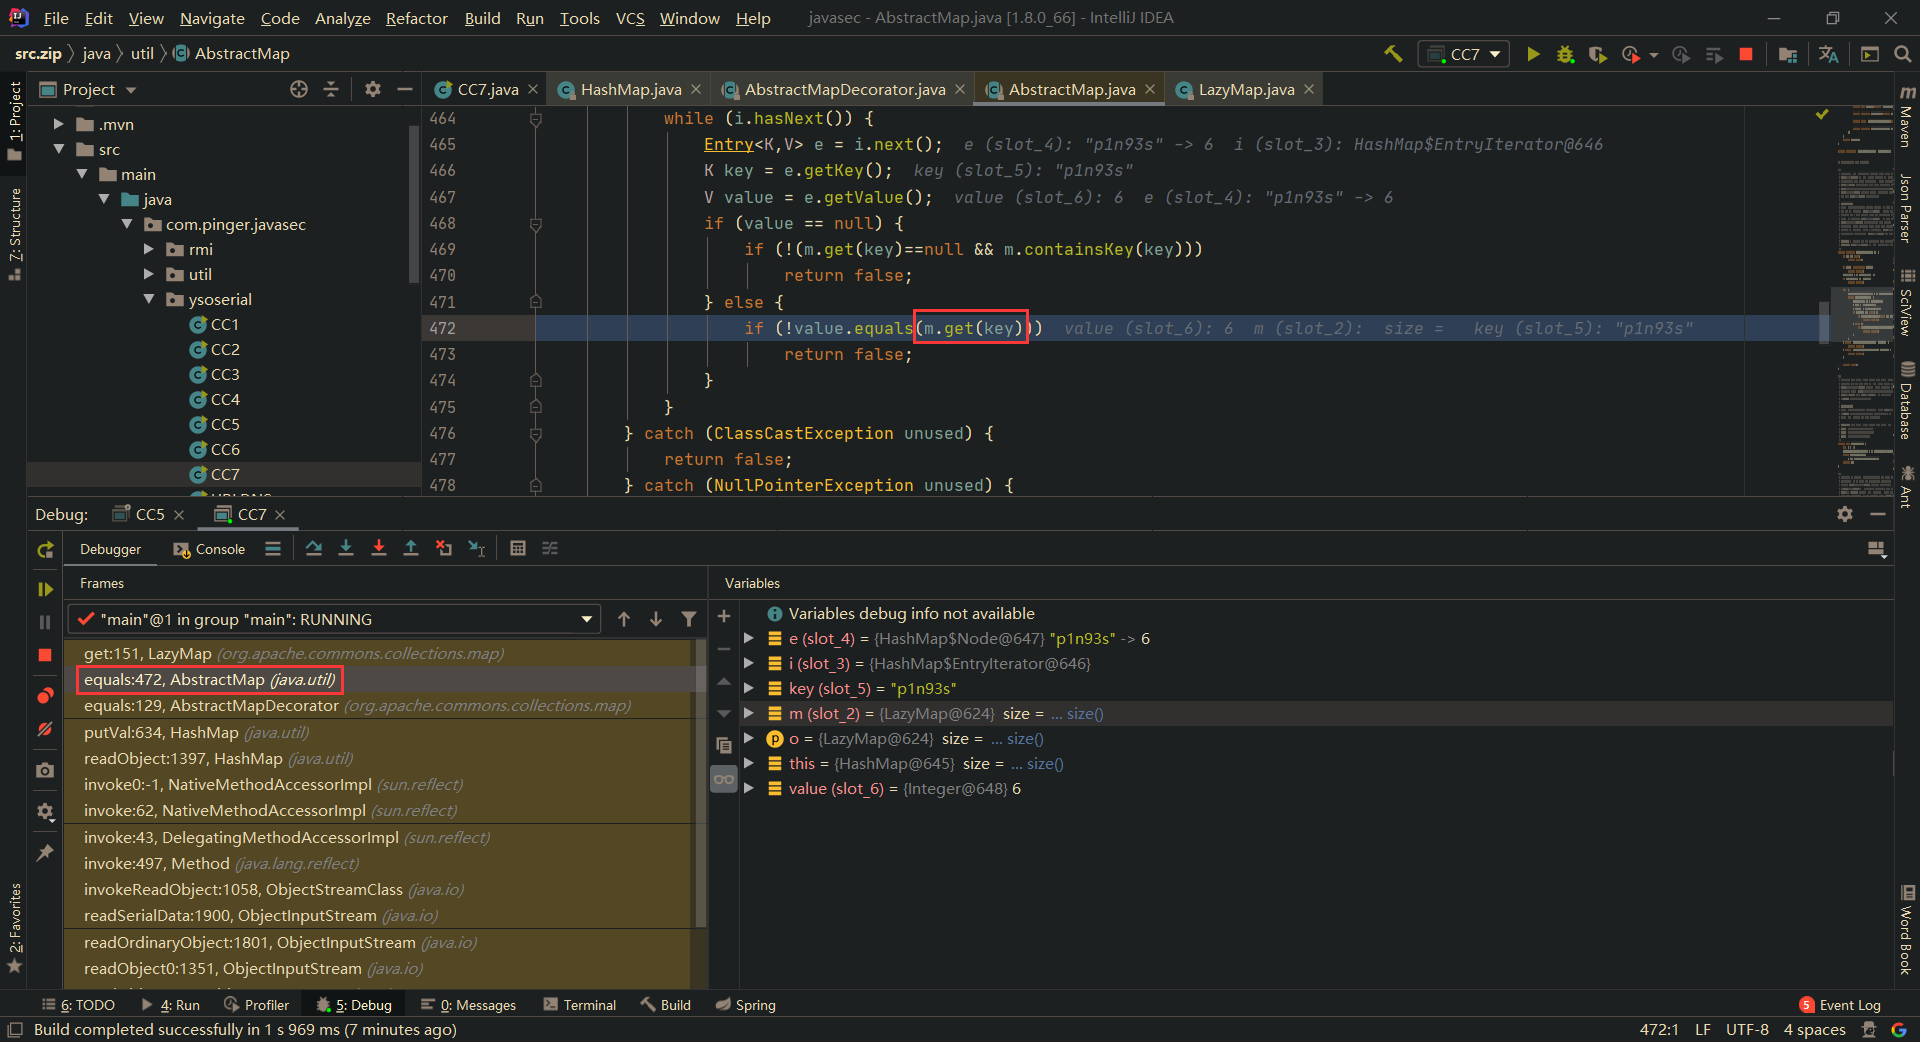 File Edit View Navigate Code Analyze Refactor Build Run Tools VCS Window Help javasec - AbstractMap.java [1.8.0_66] - IntelliJ IDEA
src.zip java util AbstractMap CC7
Project CC7.java HashMap.java AbstractMapDecorator.java AbstractMap.java LazyMap.java
1: Project
7: Structure
2: Favorites
.mvn
src
main
java
com.pinger.javasec
rmi
util
ysoserial
CC1
CC2
CC3
CC4
CC5
CC6
CC7
464 while (i.hasNext()) {
465 Entry<K,V> e = i.next(); e (slot_4): "p1n93s" -> 6 i (slot_3): HashMap$EntryIterator@646
466 K key = e.getKey(); key (slot_5): "p1n93s"
467 V value = e.getValue(); value (slot_6): 6 e (slot_4): "p1n93s" -> 6
468 if (value == null) {
469 if (!(m.get(key)==null && m.containsKey(key)))
470 return false;
471 } else {
472 if (!value.equals(m.get(key))) value (slot_6): 6 m (slot_2): size = key (slot_5): "p1n93s"
473 return false;
474 }
475 }
476 } catch (ClassCastException unused) {
477 return false;
478 } catch (NullPointerException unused) {
Maven
Json Parser
SciView
Database
Ant
Word Book
Debug: CC5 CC7
Debugger Console
Frames
"main"@1 in group "main": RUNNING
get:151, LazyMap (org.apache.commons.collections.map)
equals:472, AbstractMap (java.util)
equals:129, AbstractMapDecorator (org.apache.commons.collections.map)
putVal:634, HashMap (java.util)
readObject:1397, HashMap (java.util)
invoke0:-1, NativeMethodAccessorImpl (sun.reflect)
invoke:62, NativeMethodAccessorImpl (sun.reflect)
invoke:43, DelegatingMethodAccessorImpl (sun.reflect)
invoke:497, Method (java.lang.reflect)
invokeReadObject:1058, ObjectStreamClass (java.io)
readSerialData:1900, ObjectInputStream (java.io)
readOrdinaryObject:1801, ObjectInputStream (java.io)
readObject0:1351, ObjectInputStream (java.io)
Variables
Variables debug info not available
e (slot_4) = {HashMap$Node@647} "p1n93s" -> 6
i (slot_3) = {HashMap$EntryIterator@646}
key (slot_5) = "p1n93s"
m (slot_2) = {LazyMap@624} size = ... size()
o = {LazyMap@624} size = ... size()
this = {HashMap@645} size = ... size()
value (slot_6) = {Integer@648} 6
6: TODO 4: Run Profiler 5: Debug 0: Messages Terminal Build Spring 5 Event Log
Build completed successfully in 1 s 969 ms (7 minutes ago) 472:1 LF UTF-8 4 spaces